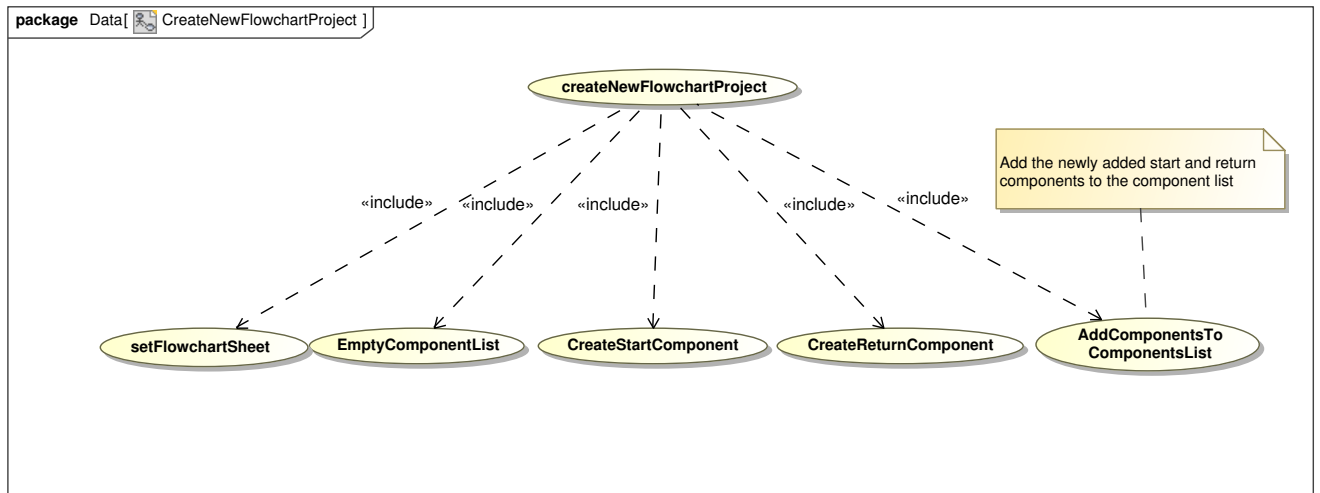 package Data[ CreateNewFlowchartProject ]
createNewFlowchartProject
Add the newly added start and return
components to the component list
«include» «include» «include» «include» «include»
setFlowchartSheet EmptyComponentList CreateStartComponent CreateReturnComponent AddComponentsTo
ComponentsList